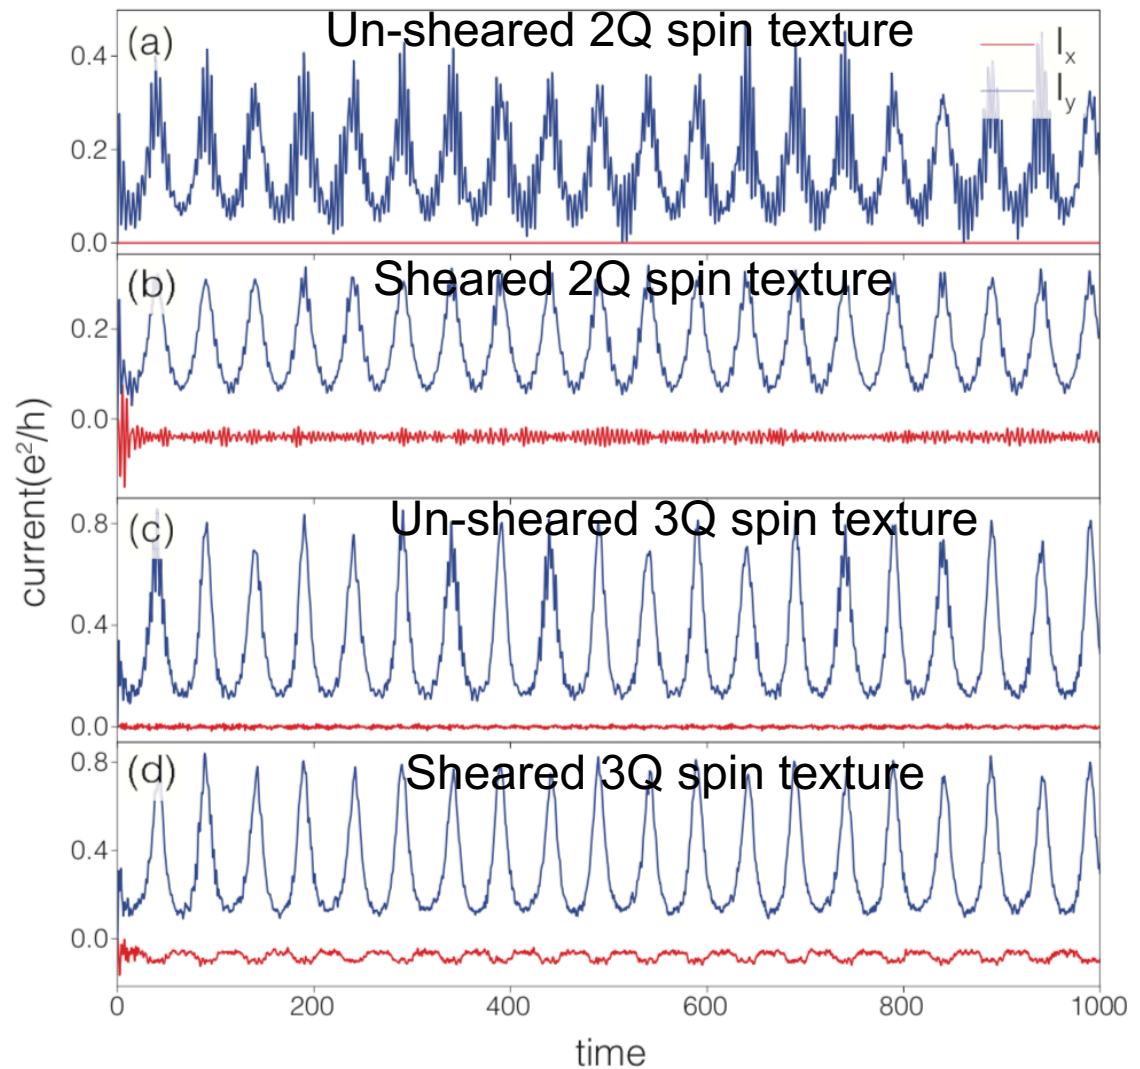 (a)
Un-sheared 2Q spin texture
Ix
Iy
0.4
0.2
0.0
(b)
Sheared 2Q spin texture
0.2
0.0
(c)
Un-sheared 3Q spin texture
0.8
0.4
0.0
(d)
Sheared 3Q spin texture
0.8
0.4
0.0
current(e²/h)
0 200 400 600 800 1000
time